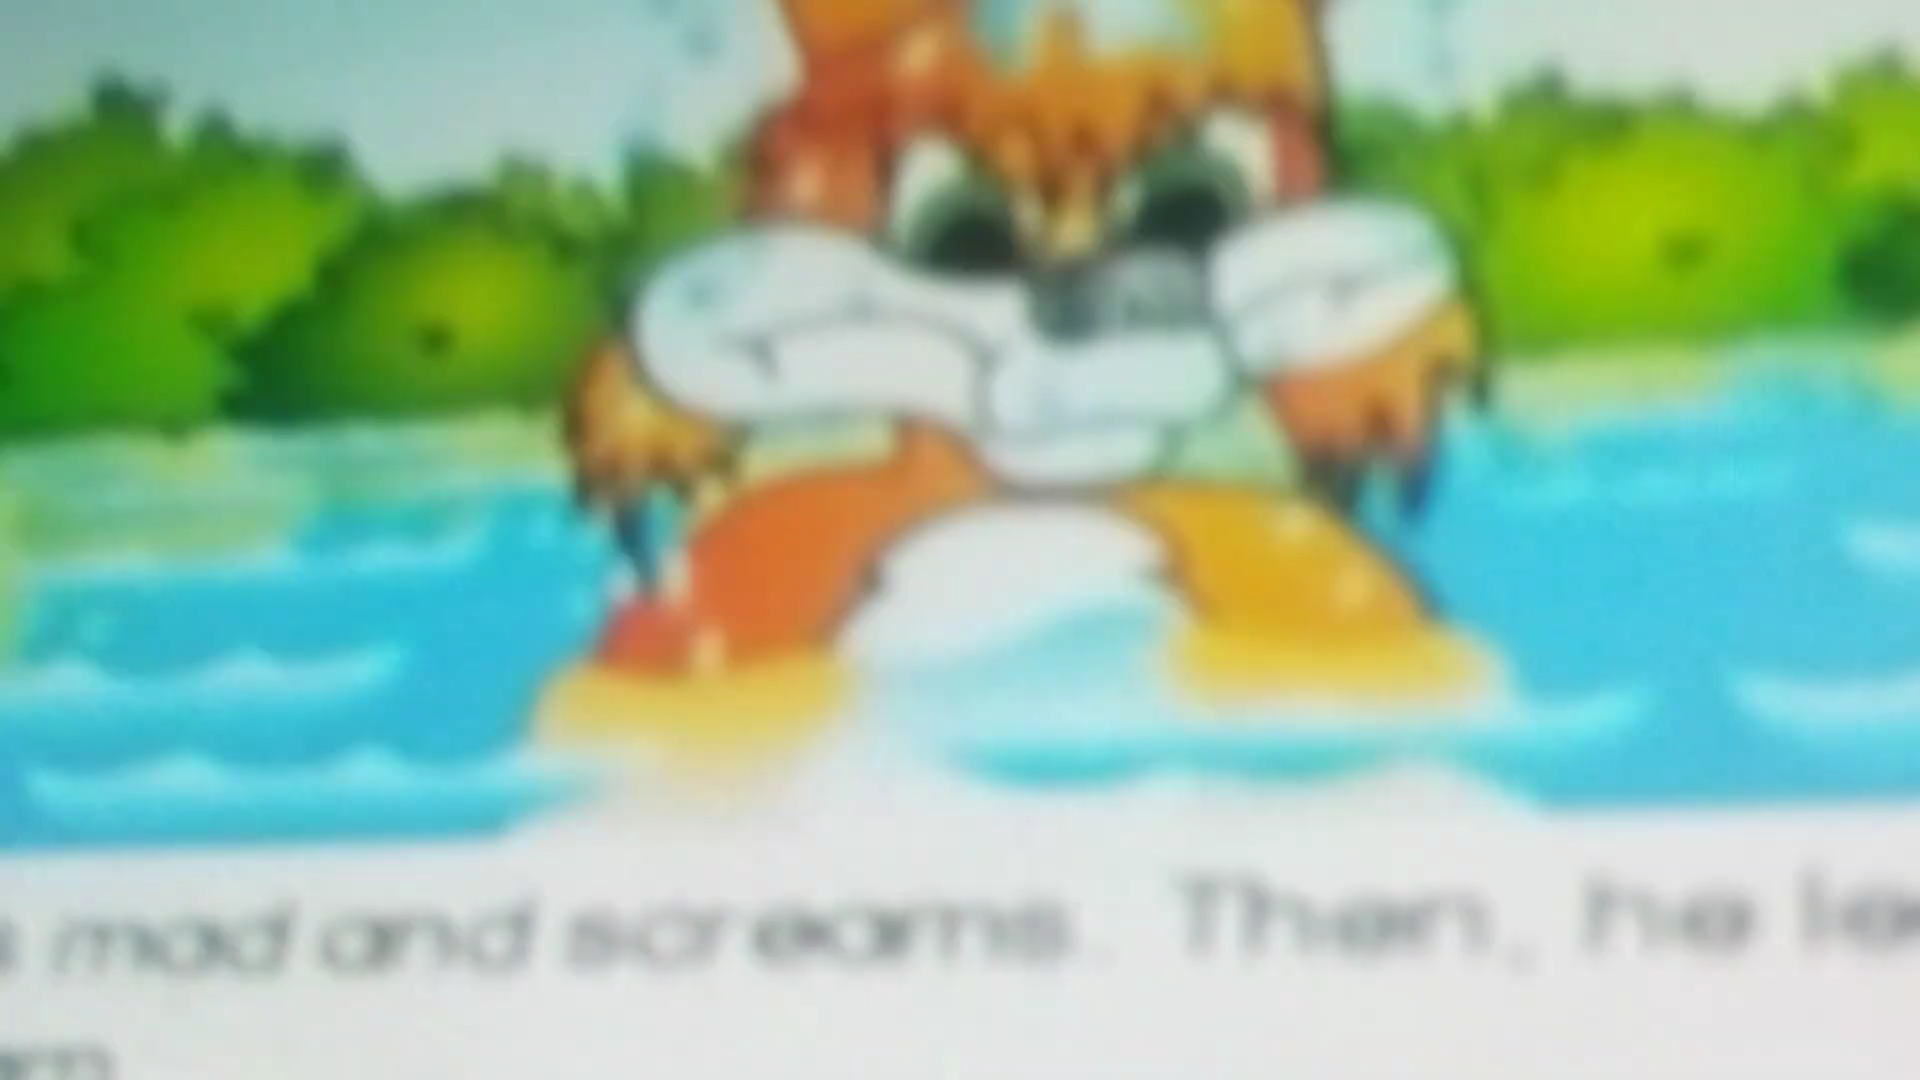 mad and screams. Then, he